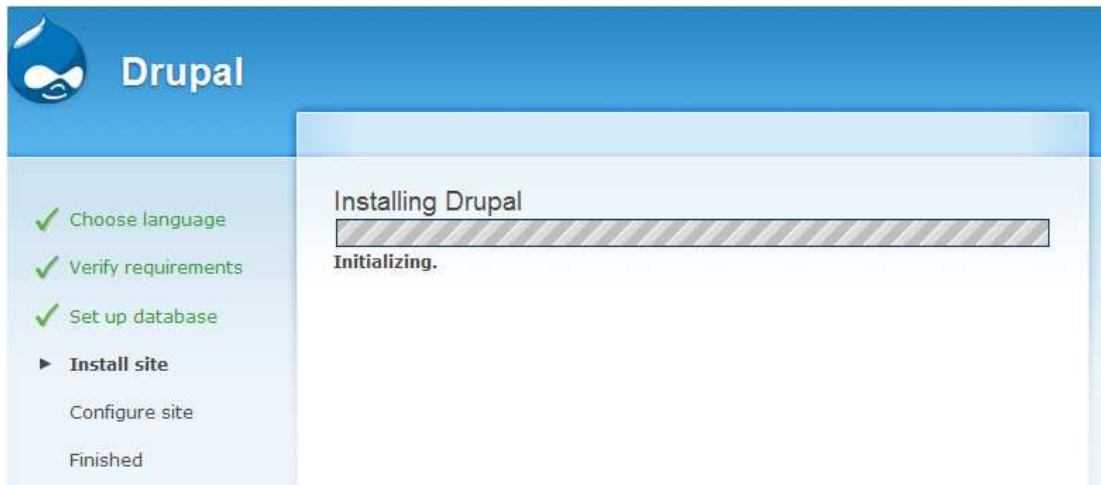 Drupal
Choose language
Verify requirements
Set up database
Install site
Configure site
Finished
Installing Drupal
Initializing.